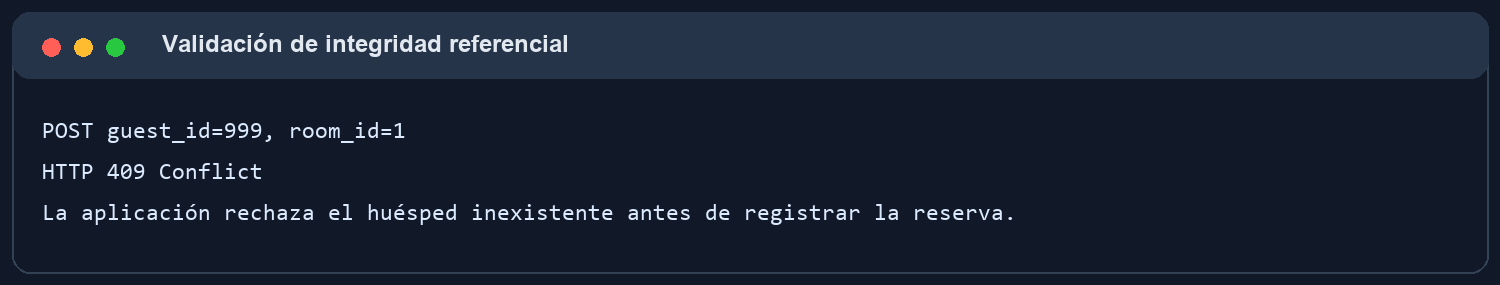 Validación de integridad referencial
POST guest_id=999, room_id=1
HTTP 409 Conflict
La aplicación rechaza el huésped inexistente antes de registrar la reserva.